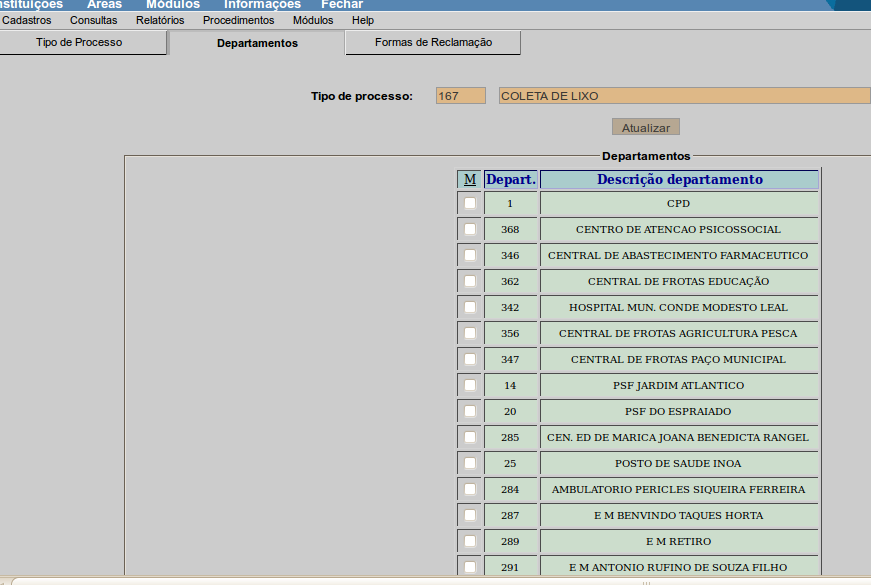 Áreas Módulos Informações Fechar
Cadastros Consultas Relatórios Procedimentos Módulos Help
Tipo de Processo Departamentos Formas de Reclamação
Tipo de processo: 167 COLETA DE LIXO
Atualizar
Departamentos
M Depart. Descrição departamento
1 CPD
368 CENTRO DE ATENCAO PSICOSSOCIAL
346 CENTRAL DE ABASTECIMENTO FARMACEUTICO
362 CENTRAL DE FROTAS EDUCAÇÃO
342 HOSPITAL MUN. CONDE MODESTO LEAL
356 CENTRAL DE FROTAS AGRICULTURA PESCA
347 CENTRAL DE FROTAS PAÇO MUNICIPAL
14 PSF JARDIM ATLANTICO
20 PSF DO ESPRAIADO
285 CEN. ED DE MARICA JOANA BENEDICTA RANGEL
25 POSTO DE SAUDE INOA
284 AMBULATORIO PERICLES SIQUEIRA FERREIRA
287 E M BENVINDO TAQUES HORTA
289 E M RETIRO
291 E M ANTONIO RUFINO DE SOUZA FILHO